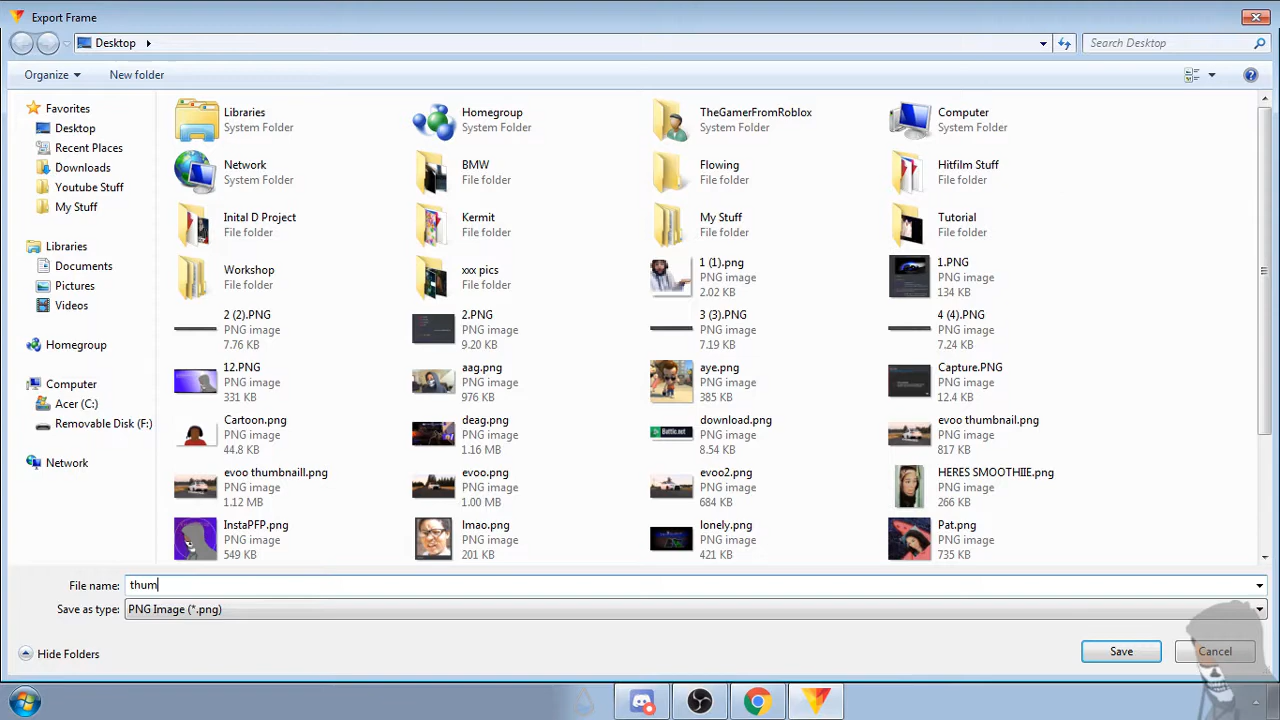 Export Frame
Desktop
Search Desktop
Organize
New folder
Favorites
Desktop
Recent Places
Downloads
Youtube Stuff
My Stuff
Libraries
Documents
Pictures
Videos
Homegroup
Computer
Acer (C:)
Removable Disk (F:)
Network
Libraries
System Folder
Homegroup
System Folder
TheGamerFromRoblox
System Folder
Computer
System Folder
Network
System Folder
BMW
File folder
Flowing
File folder
Hitfilm Stuff
File folder
Inital D Project
File folder
Kermit
File folder
My Stuff
File folder
Tutorial
File folder
Workshop
File folder
xxx pics
File folder
1 (1).png
PNG image
2.02 KB
1.PNG
PNG image
134 KB
2 (2).PNG
PNG image
7.76 KB
2.PNG
PNG image
9.20 KB
3 (3).PNG
PNG image
7.19 KB
4 (4).PNG
PNG image
7.24 KB
12.PNG
PNG image
331 KB
aag.png
PNG image
976 KB
aye.png
PNG image
385 KB
Capture.PNG
PNG image
12.4 KB
Cartoon.png
PNG image
44.8 KB
deag.png
PNG image
1.16 MB
download.png
PNG image
8.54 KB
evoo thumbnail.png
PNG image
817 KB
evoo thumbnaill.png
PNG image
1.12 MB
evoo.png
PNG image
1.00 MB
evoo2.png
PNG image
684 KB
HERES SMOOTHIIE.png
PNG image
266 KB
InstaPFP.png
PNG image
549 KB
lmao.png
PNG image
201 KB
lonely.png
PNG image
421 KB
Pat.png
PNG image
735 KB
File name: thum
Save as type: PNG Image (*.png)
Hide Folders
Save
Cancel